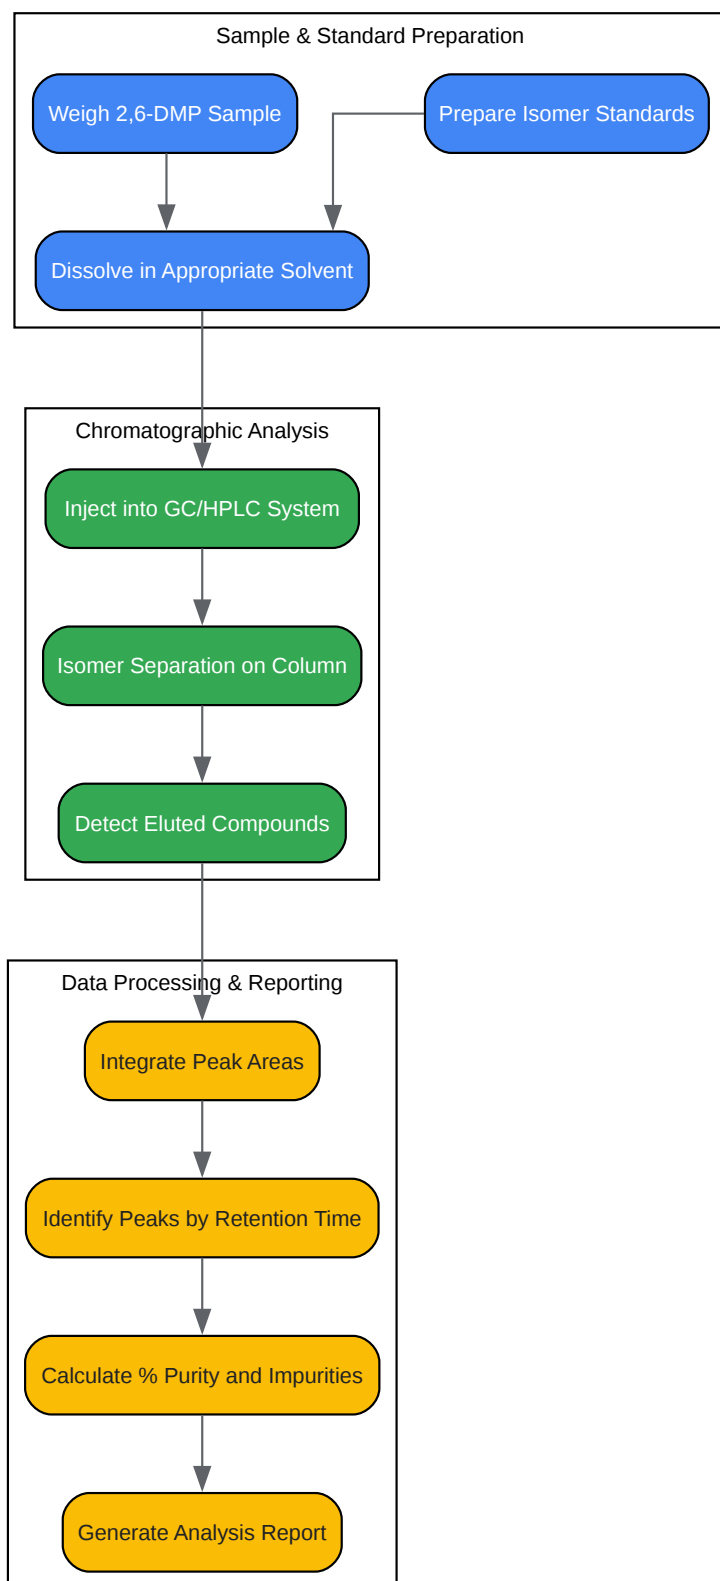 Sample & Standard Preparation
Weigh 2,6-DMP Sample
Prepare Isomer Standards
Dissolve in Appropriate Solvent
Chromatographic Analysis
Inject into GC/HPLC System
Isomer Separation on Column
Detect Eluted Compounds
Data Processing & Reporting
Integrate Peak Areas
Identify Peaks by Retention Time
Calculate % Purity and Impurities
Generate Analysis Report